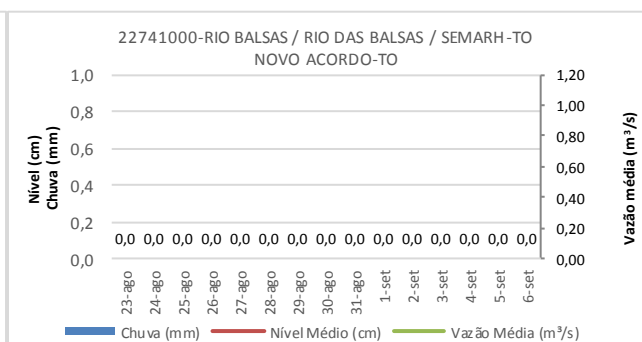 22741000-RIO BALSAS / RIO DAS BALSAS / SEMARH-TO
NOVO ACORDO-TO
Nível (cm)
Chuva (mm)
1,0
0,8
0,6
0,4
0,2
0,0
0,0 0,0 0,0 0,0 0,0 0,0 0,0 0,0 0,0 0,0 0,0 0,0 0,0 0,0 0,0
1,20
1,00
0,80
0,60
0,40
0,20
0,00
Vazão média (m³/s)
23-ago
24-ago
25-ago
26-ago
27-ago
28-ago
29-ago
30-ago
31-ago
1-set
2-set
3-set
4-set
5-set
6-set
Chuva (mm) Nível Médio (cm) Vazão Média (m³/s)